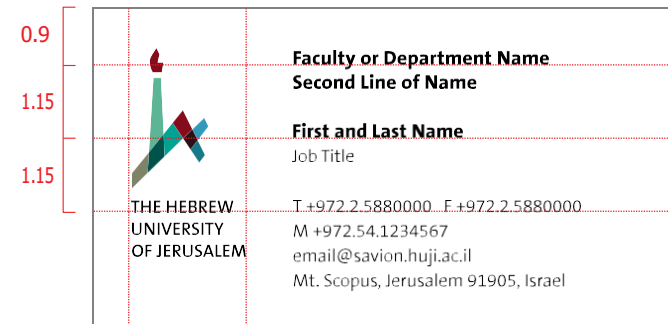 0.9
1.15
1.15
Faculty or Department Name
Second Line of Name
First and Last Name
Job Title
THE HEBREW
UNIVERSITY
OF JERUSALEM
T +972.2.5880000 F +972.2.5880000
M +972.54.1234567
email@savion.huji.ac.il
Mt. Scopus, Jerusalem 91905, Israel